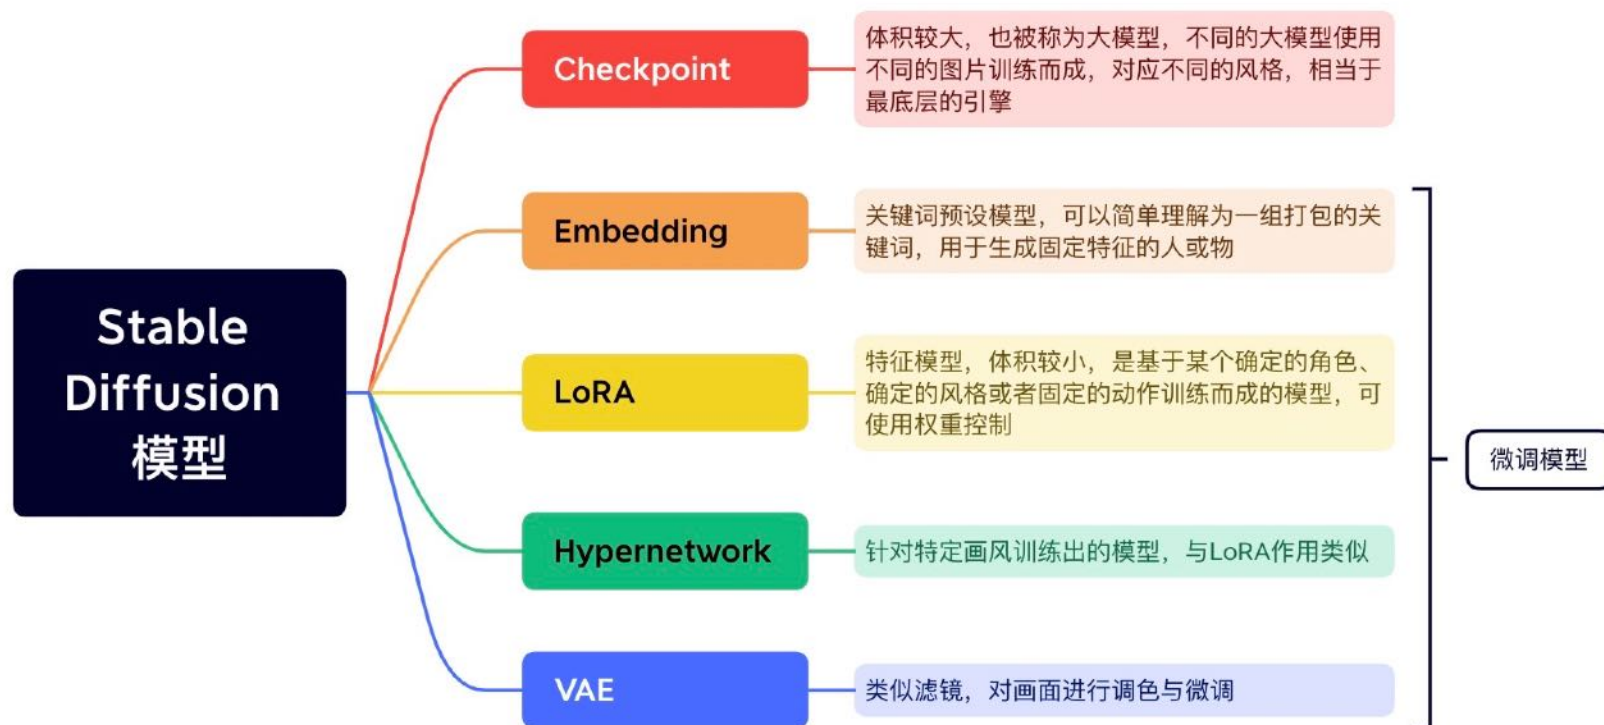 Stable
Diffusion
模型
Checkpoint
体积较大，也被称为大模型，不同的大模型使用
不同的图片训练而成，对应不同的风格，相当于
最底层的引擎
Embedding
关键词预设模型，可以简单理解为一组打包的关
键词，用于生成固定特征的人或物
LoRA
特征模型，体积较小，是基于某个确定的角色、
确定的风格或者固定的动作训练而成的模型，可
使用权重控制
Hypernetwork
针对特定画风训练出的模型，与LoRA作用类似
VAE
类似滤镜，对画面进行调色与微调
微调模型